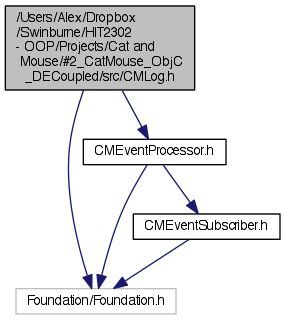 /Users/Alex/Dropbox
/Swinburne/HIT2302
- OOP/Projects/Cat and
Mouse/#2_CatMouse_ObjC
_DECoupled/src/CMLog.h
CMEventProcessor.h
CMEventSubscriber.h
Foundation/Foundation.h